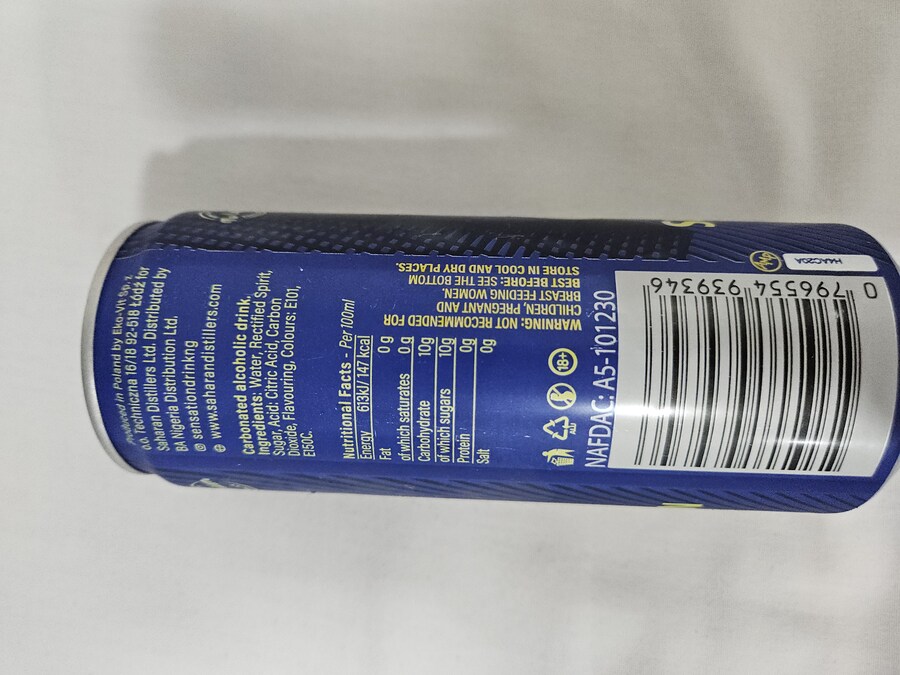 Produced in Poland by Eko-Vit Sp. z
o.o. Techniczna 16/18 92-518 Łódź for
Saharan Distillers Ltd. Distributed by
BA Nigeria Distribution Ltd.
sensationdrinkng
www.saharandistillers.com
Carbonated alcoholic drink.
Ingredients: Water, Rectified Spirit,
Sugar, Acid: Citric Acid, Carbon
Dioxide, Flavouring, Colours: E101,
E150C.
Nutritional Facts - Per 100ml
Energy 613KJ/ 147 kcal
Fat 0 g
of which saturates 0 g
Carbohydrate 10g
of which sugars 10g
Protein 0g
Salt 0g
WARNING: NOT RECOMMENDED FOR
CHILDREN, PREGNANT AND
BREAST FEEDING WOMEN.
BEST BEFORE: SEE THE BOTTOM
STORE IN COOL AND DRY PLACES.
ALU
18+
NAFDAC: A5-101230
0 796554 939346
H4AC20A
S